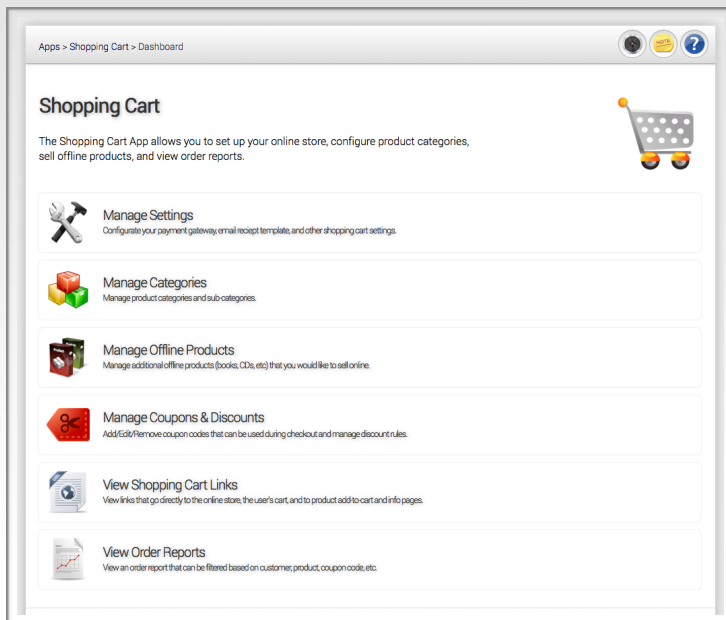 Apps > Shopping Cart > Dashboard
NOTE
?
Shopping Cart
The Shopping Cart App allows you to set up your online store, configure product categories,
sell offline products, and view order reports.
Manage Settings
Configurate your payment gateway, email reciept template, and other shopping cart settings.
Manage Categories
Manage product categories and sub-categories.
Manage Offline Products
Manage additional offline products (books, CDs, etc) that you would like to sell online.
Manage Coupons & Discounts
Add/Edit/Remove coupon codes that can be used during checkout and manage discount rules.
View Shopping Cart Links
View links that go directly to the online store, the user's cart, and to product add-to-cart and info pages.
View Order Reports
View an order report that can be filtered based on customer, product, coupon code, etc.